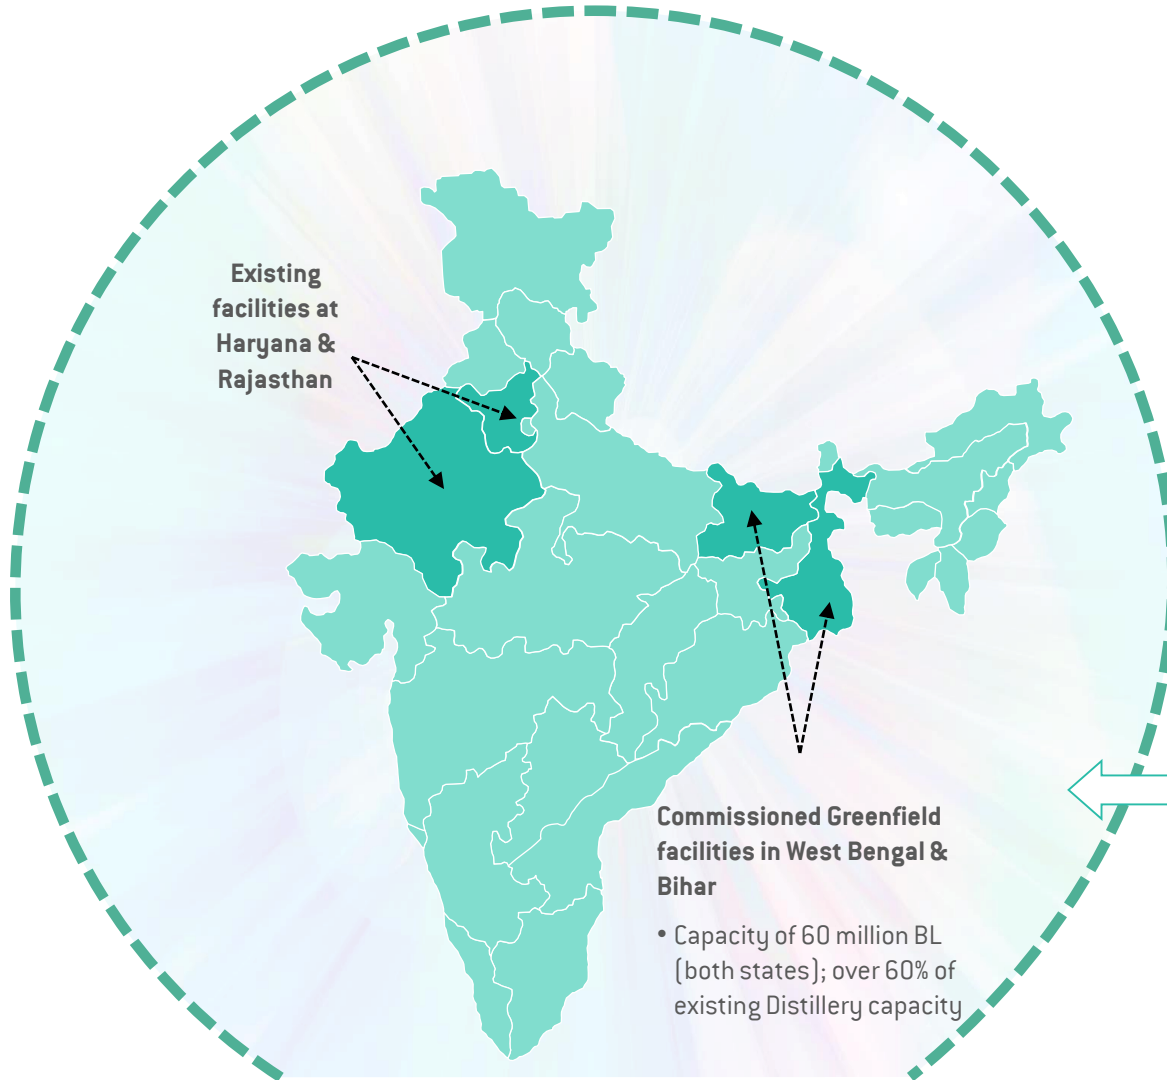 Existing
facilities at
Haryana &
Rajasthan
Commissioned Greenfield
facilities in West Bengal &
Bihar
• Capacity of 60 million BL
(both states); over 60% of
existing Distillery capacity